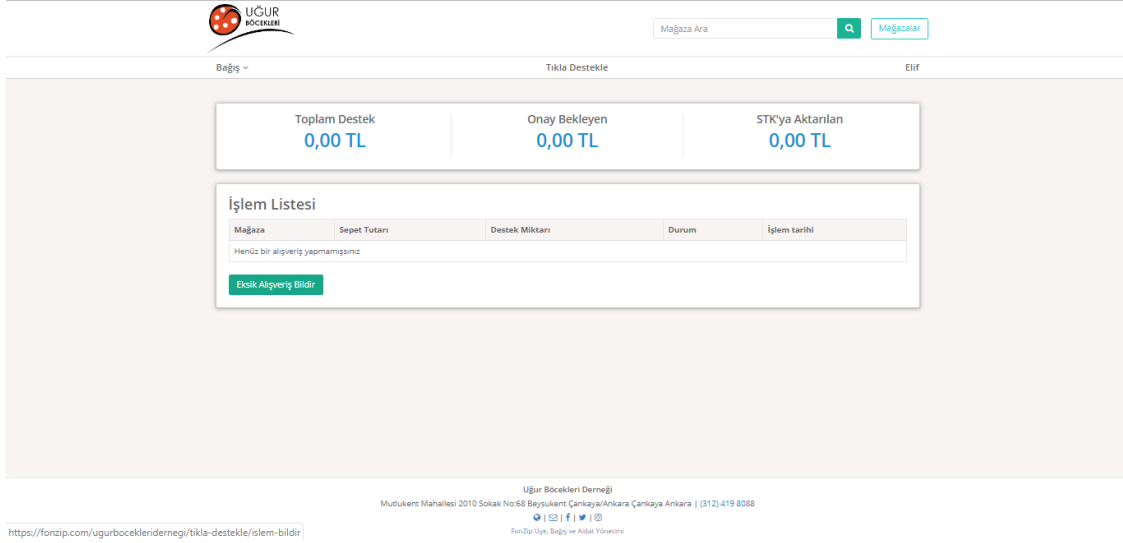 UĞUR
BÖCEKLERİ
Mağaza Ara
Mağazalar
Bağış
Tıkla Destekle
Elif
Toplam Destek
Onay Bekleyen
STK'ya Aktarılan
0,00 TL
0,00 TL
0,00 TL
İşlem Listesi
Mağaza Sepet Tutarı Destek Miktarı Durum İşlem tarihi
Henüz bir alışveriş yapmamışsınız
Eksik Alışveriş Bildir
Uğur Böcekleri Derneği
Mutlukent Mahallesi 2010 Sokak No:68 Beysukent Çankaya/Ankara Çankaya Ankara | (312) 419 8088
FonZip Üye, Bağış ve Aidat Yönetimi
https://fonzip.com/ugurbocekleridernegi/tikla-destekle/islem-bildir